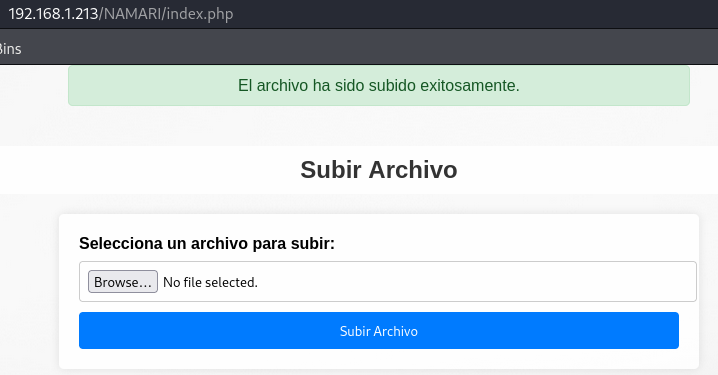 192.168.1.213/NAMARI/index.php
Bins
El archivo ha sido subido exitosamente.
Subir Archivo
Selecciona un archivo para subir:
Browse... No file selected.
Subir Archivo